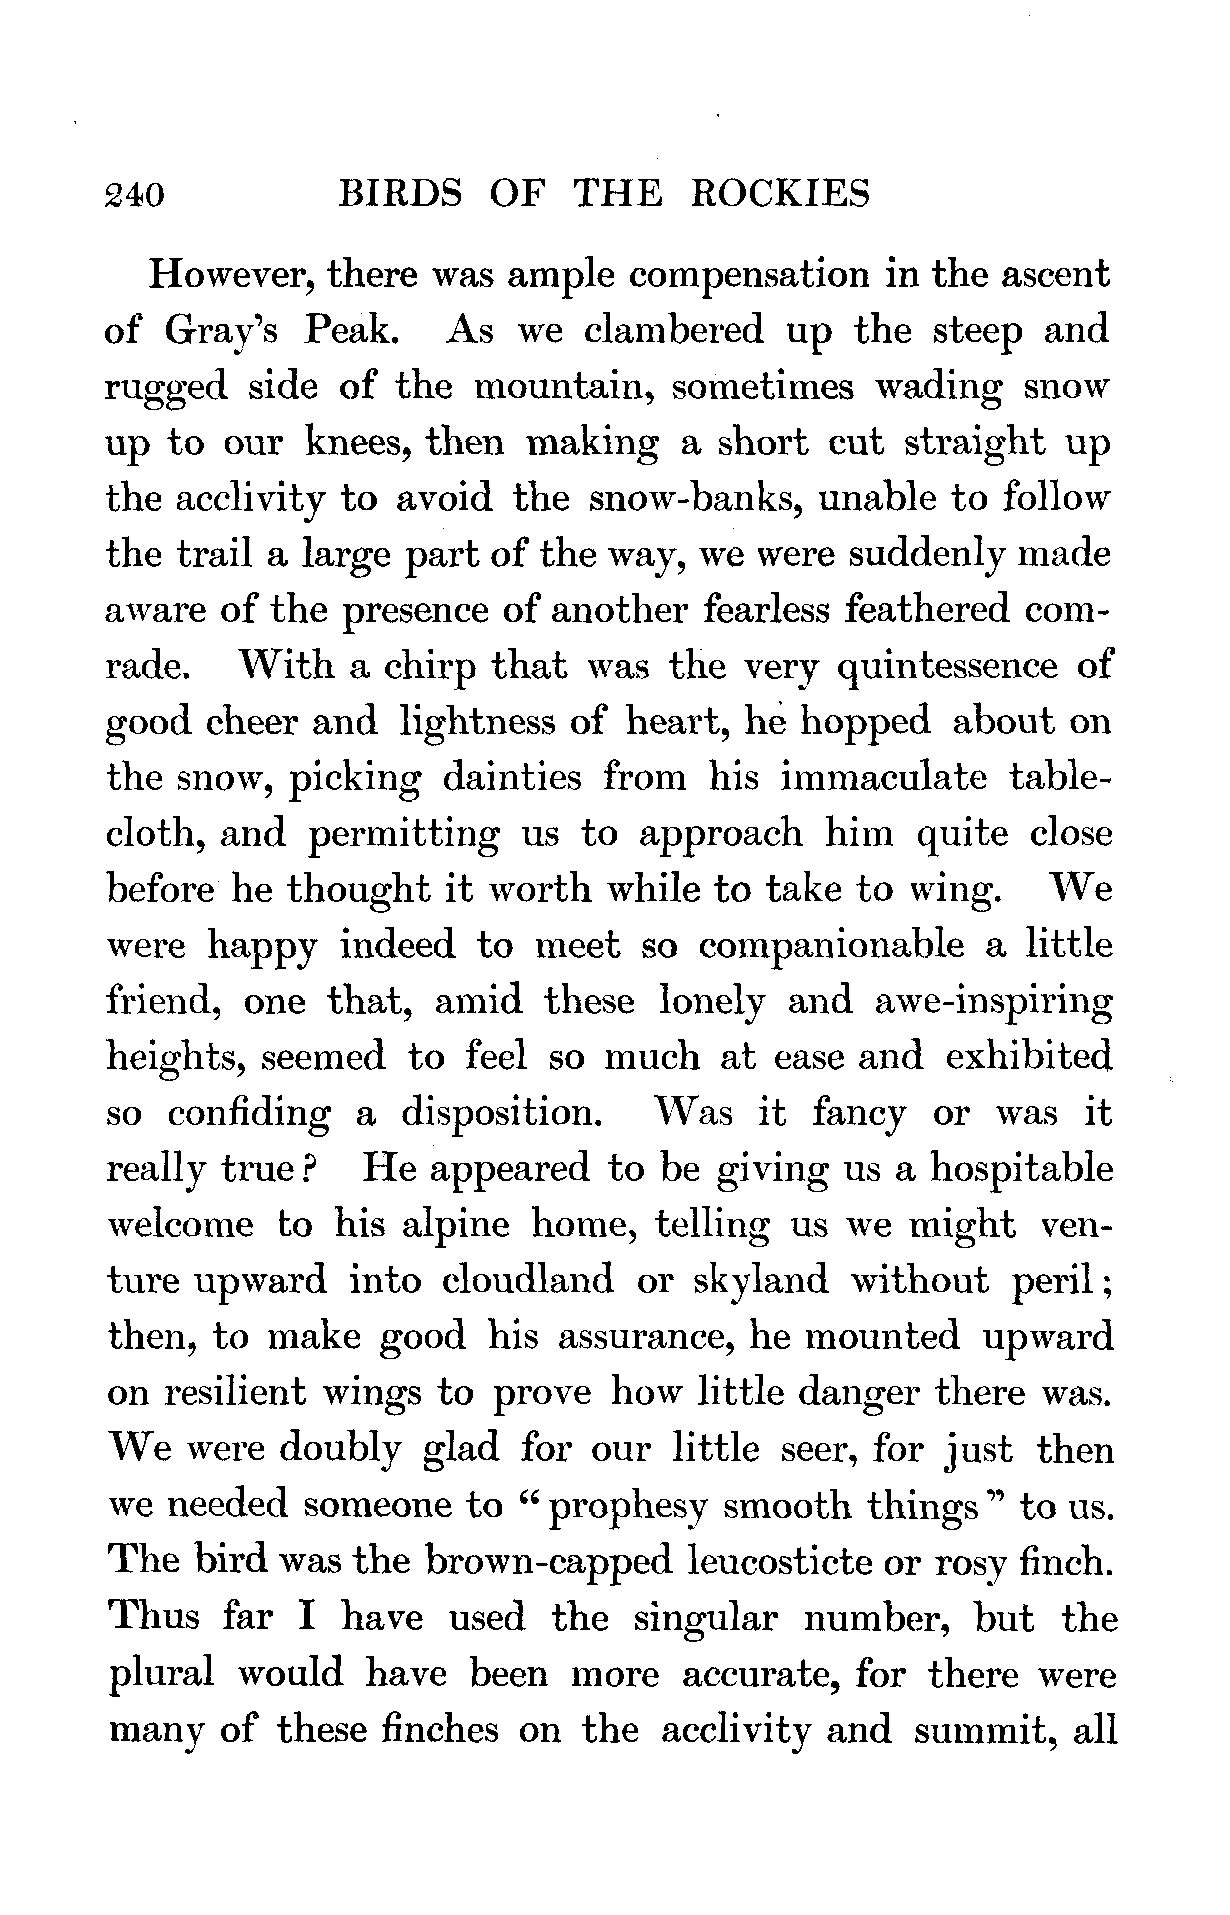 240 BIRDS OF THE ROCKIES
However, there was ample compensation in the ascent
of Gray's Peak. As we clambered up the steep and
rugged side of the mountain, sometimes wading snow
up to our knees, then making a short cut straight up
the acclivity to avoid the snow-banks, unable to follow
the trail a large part of the way, we were suddenly made
aware of the presence of another fearless feathered com-
rade. With a chirp that was the very quintessence of
good cheer and lightness of heart, he hopped about on
the snow, picking dainties from his immaculate table-
cloth, and permitting us to approach him quite close
before he thought it worth while to take to wing. We
were happy indeed to meet so companionable a little
friend, one that, amid these lonely and awe-inspiring
heights, seemed to feel so much at ease and exhibited
so confiding a disposition. Was it fancy or was it
really true? He appeared to be giving us a hospitable
welcome to his alpine home, telling us we might ven-
ture upward into cloudland or skyland without peril;
then, to make good his assurance, he mounted upward
on resilient wings to prove how little danger there was.
We were doubly glad for our little seer, for just then
we needed someone to "prophesy smooth things" to us.
The bird was the brown-capped leucosticte or rosy finch.
Thus far I have used the singular number, but the
plural would have been more accurate, for there were
many of these finches on the acclivity and summit, all